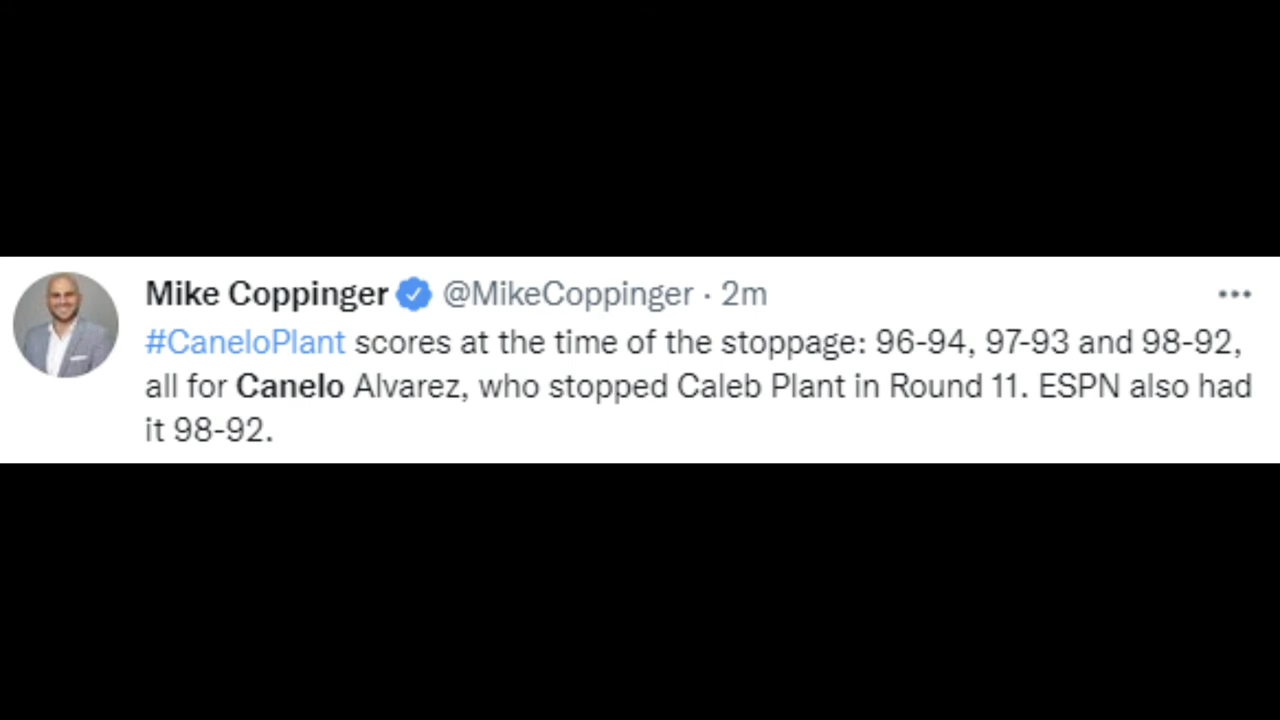 Mike Coppinger @MikeCoppinger · 2m
#CaneloPlant scores at the time of the stoppage: 96-94, 97-93 and 98-92,
all for Canelo Alvarez, who stopped Caleb Plant in Round 11. ESPN also had
it 98-92.